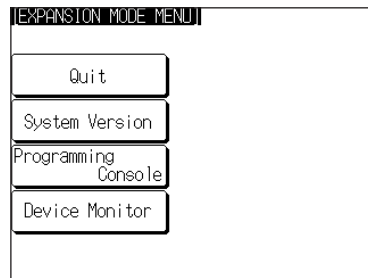 [EXPANSION MODE MENU]
Quit
System Version
Programming
Console
Device Monitor